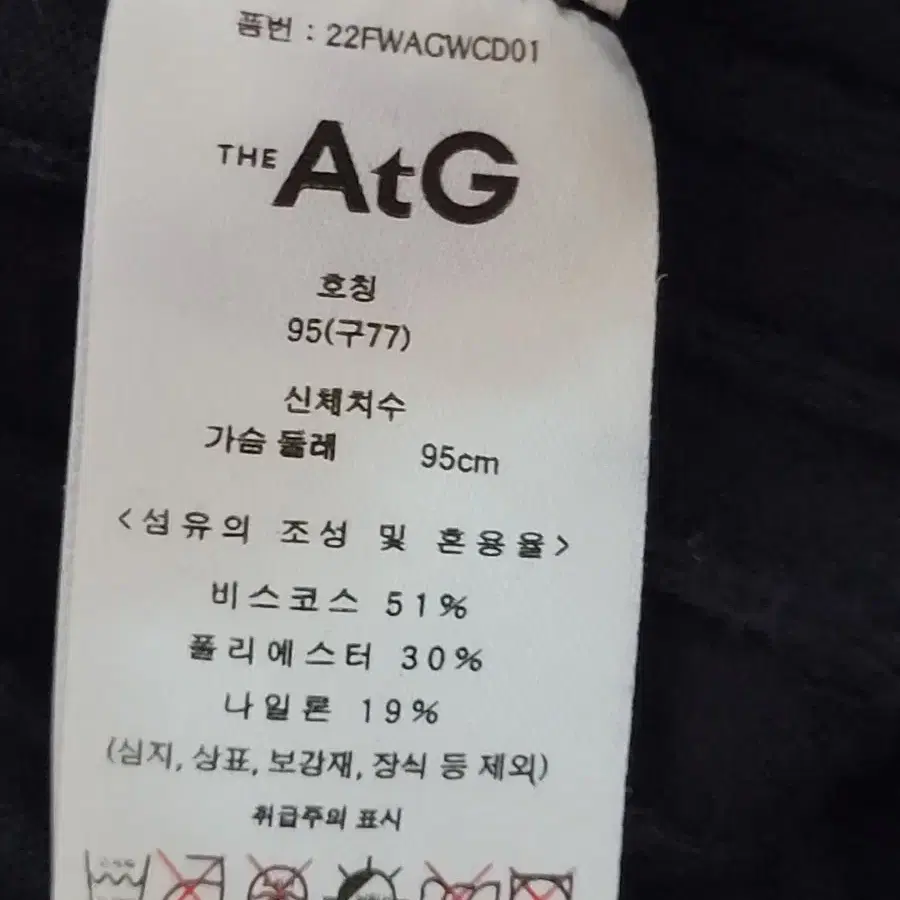 품번 : 22FWAGWCD01
THE AtG
호칭
95(구77)
신체치수
가슴 둘레 95cm
<섬유의 조성 및 혼용율>
비스코스 51%
폴리에스터 30%
나일론 19%
(심지, 상표, 보강재, 장식 등 제외)
취급주의 표시